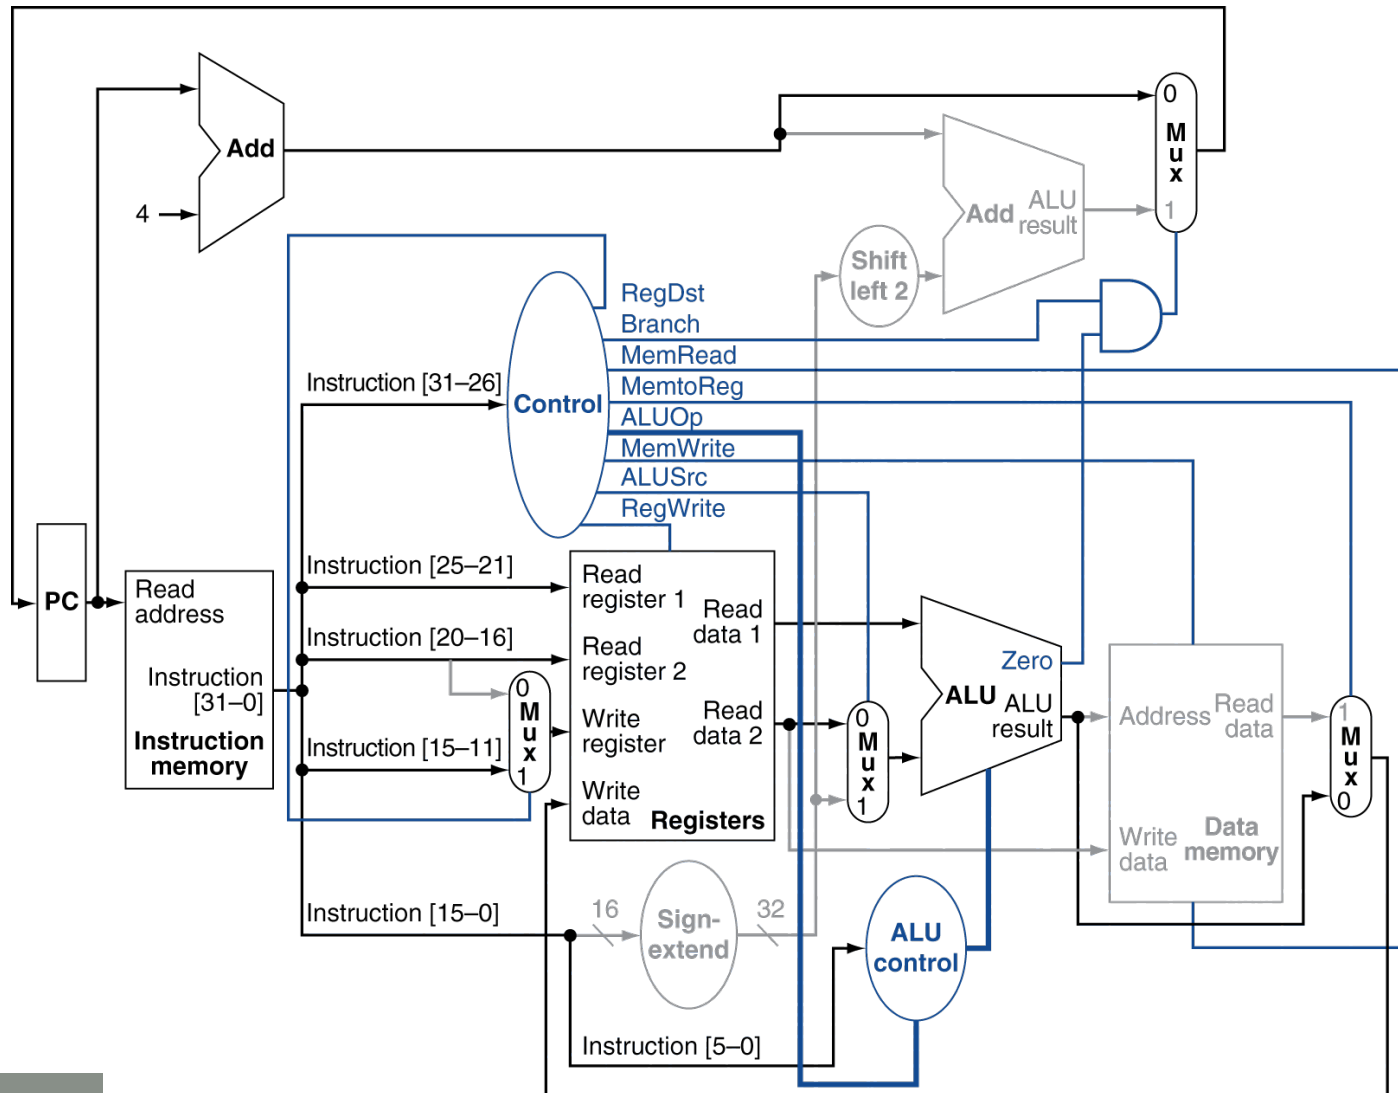 0
M
u
x
1
Add
4
ALU
result
Add
Shift
left 2
RegDst
Branch
MemRead
MemtoReg
ALUOp
MemWrite
ALUSrc
RegWrite
Control
Instruction [31–26]
Instruction [25–21]
Instruction [20–16]
Instruction [15–11]
Instruction [15–0]
PC
Read
address
Instruction
[31–0]
Instruction
memory
0
M
u
x
1
Read
register 1
Read
register 2
Write
register
Write
data
Read
data 1
Read
data 2
Registers
0
M
u
x
1
Zero
ALU
ALU
result
Address
Read
data
Write
data
Data
memory
1
M
u
x
0
16
Sign-
extend
32
ALU
control
Instruction [5–0]